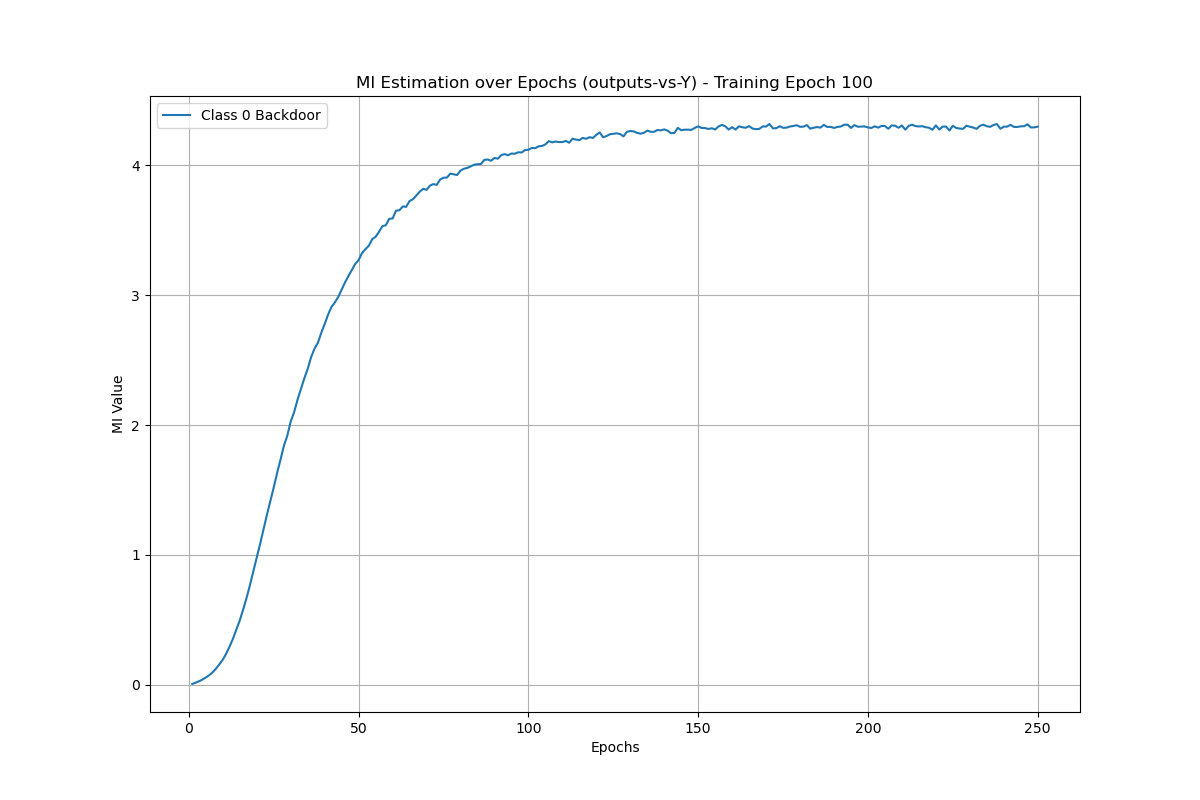 MI Estimation over Epochs (outputs-vs-Y) - Training Epoch 100
Class 0 Backdoor
MI Value
4
3
2
1
0
0 50 100 150 200 250
Epochs